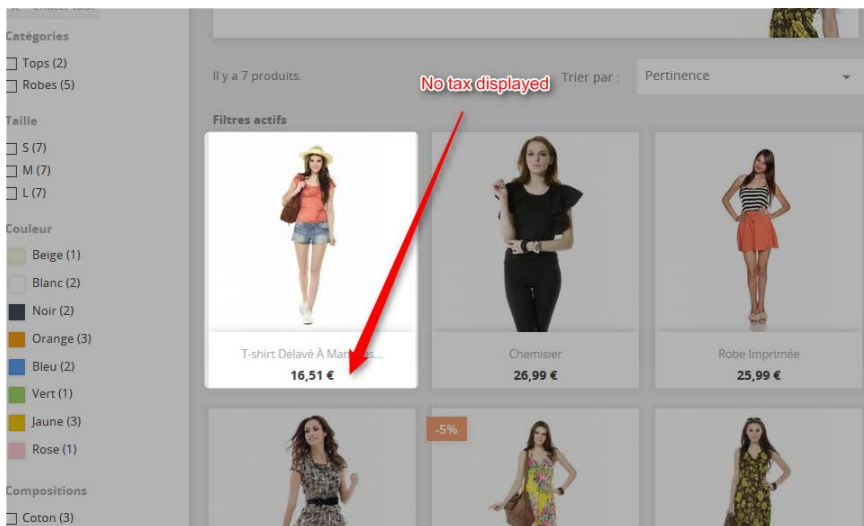 Catégories
Tops (2)
Robes (5)
Taille
S (7)
M (7)
L (7)
Couleur
Beige (1)
Blanc (2)
Noir (2)
Orange (3)
Bleu (2)
Vert (1)
Jaune (3)
Rose (1)
Compositions
Coton (3)
Il y a 7 produits.
No tax displayed
Trier par :
Pertinence
Filtres actifs
T-shirt Délavé À
16,51 €
Chemisier
26,99 €
Robe Imprimée
25,99 €
-5%